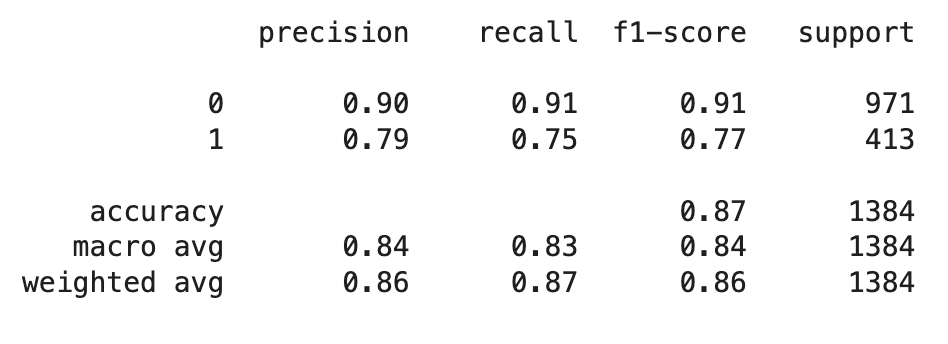 precision recall f1-score support
0 0.90 0.91 0.91 971
1 0.79 0.75 0.77 413
accuracy 0.87 1384
macro avg 0.84 0.83 0.84 1384
weighted avg 0.86 0.87 0.86 1384